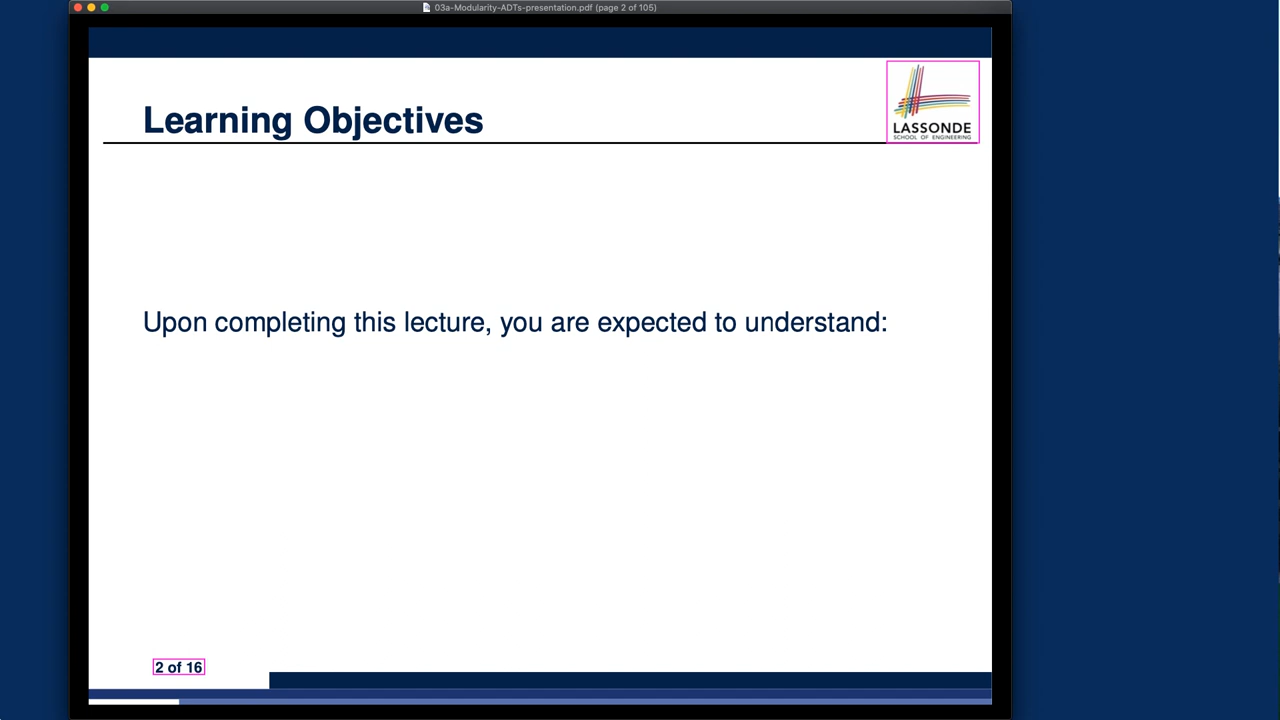 03a-Modularity-ADTs-presentation.pdf (page 2 of 105)
Learning Objectives
LASSONDE
SCHOOL OF ENGINEERING
Upon completing this lecture, you are expected to understand:
2 of 16